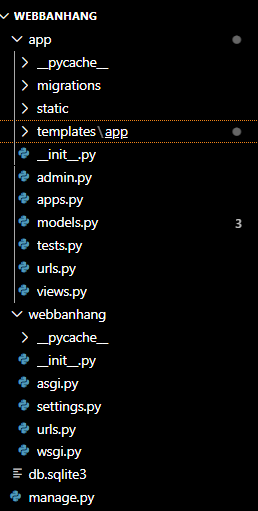 WEBBANHANG
app
__pycache__
migrations
static
templates\app
__init__.py
admin.py
apps.py
models.py 3
tests.py
urls.py
views.py
webbanhang
__pycache__
__init__.py
asgi.py
settings.py
urls.py
wsgi.py
db.sqlite3
manage.py